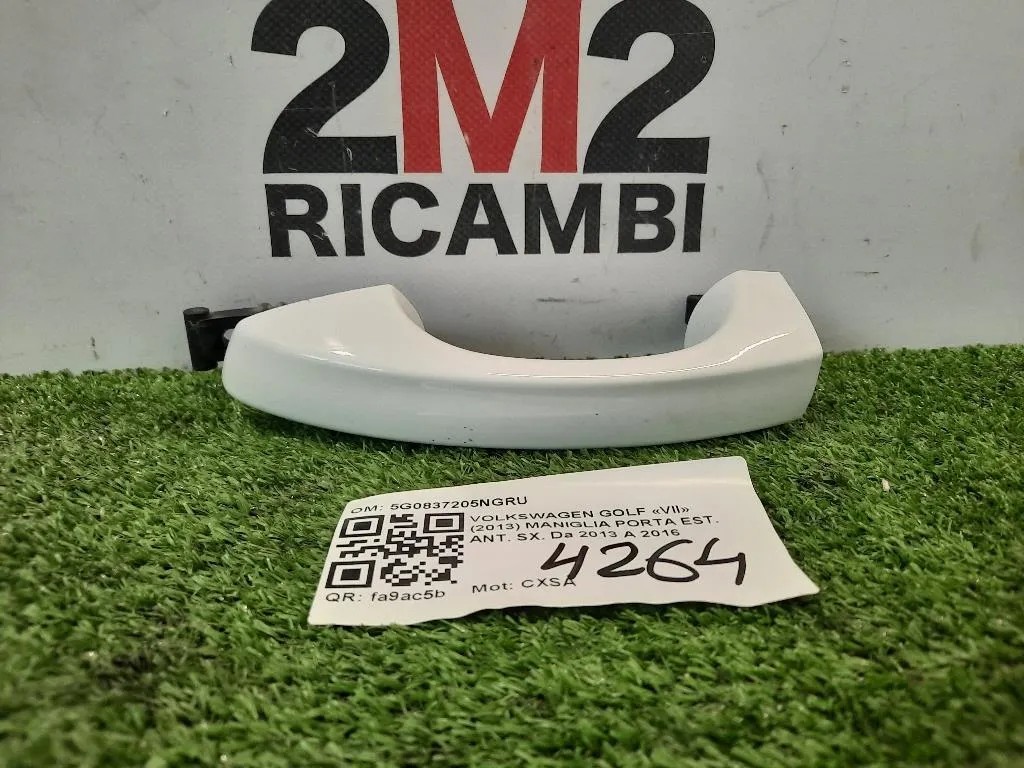 2M2
RICAMBI
OM: 5G0837205NGRU
VOLKSWAGEN GOLF «VII»
(2013) MANIGLIA PORTA EST.
ANT. SX. Da 2013 A 2016
4264
QR: fa9ac5b
Mot: CXSA